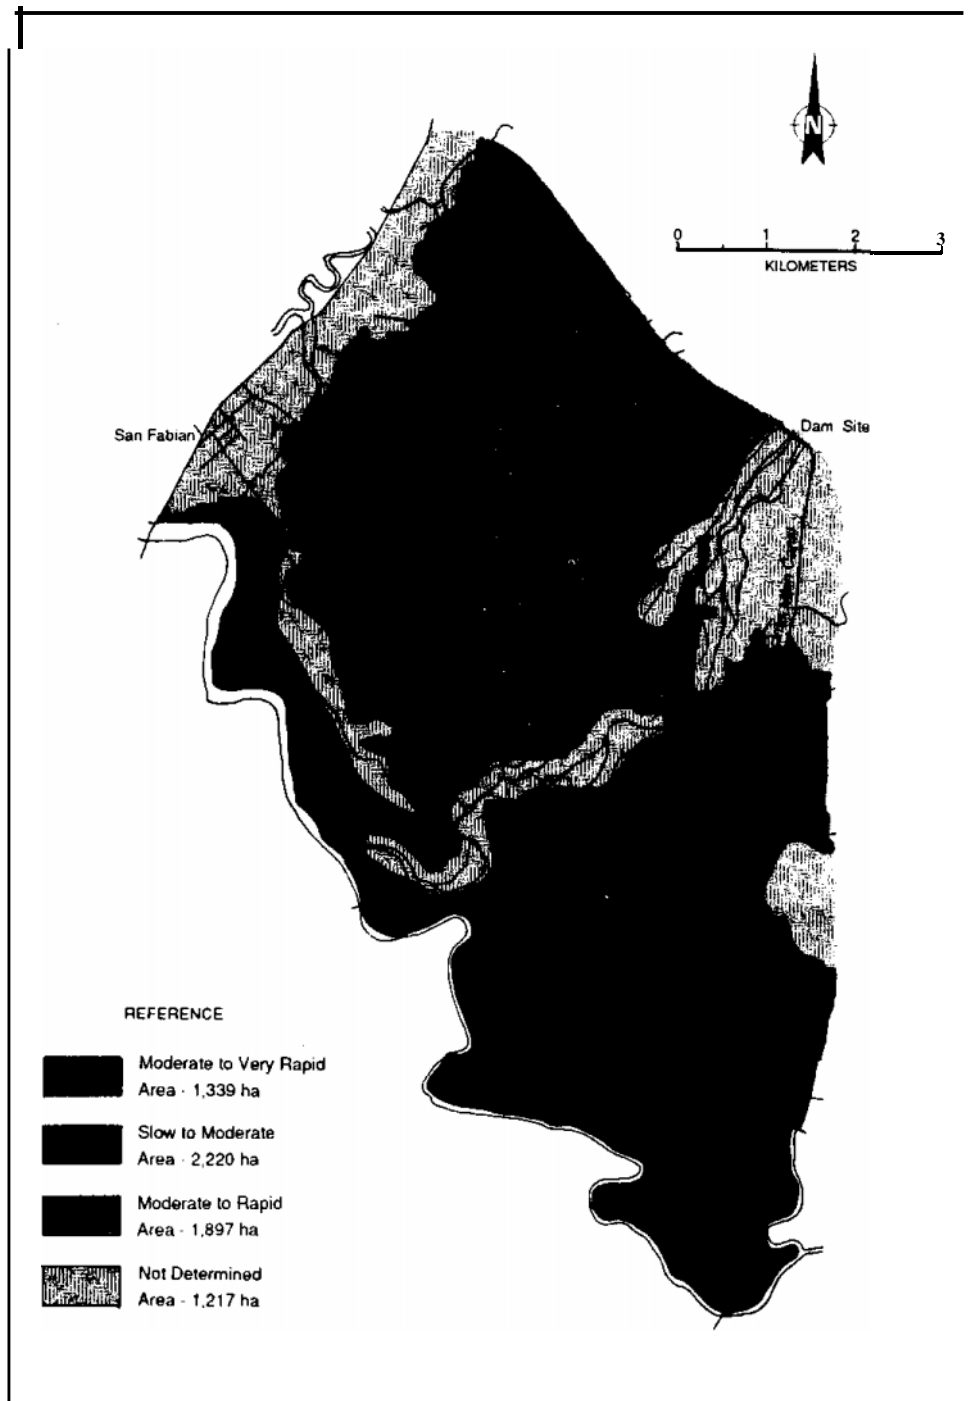 N
0 1 2 3
KILOMETERS
San Fabian
Dam Site
REFERENCE
Moderate to Very Rapid
Area - 1,339 ha
Slow to Moderate
Area - 2,220 ha
Moderate to Rapid
Area - 1,897 ha
Not Determined
Area - 1,217 ha